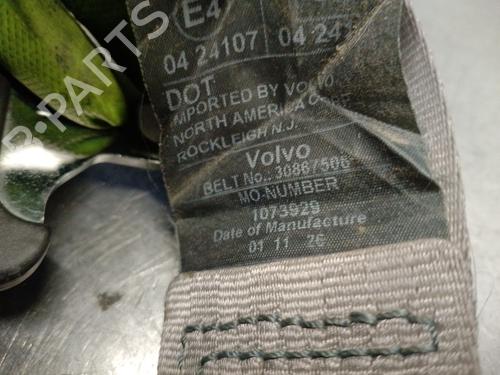 E4
04 24107 04 24
DOT
IMPORTED BY VOLVO
NORTH AMERICA
ROCKLEIGH N.J.
Volvo
BELT No.:30867506
MO-NUMBER
1073929
Date of Manufacture
01 11 26
R-PARTS